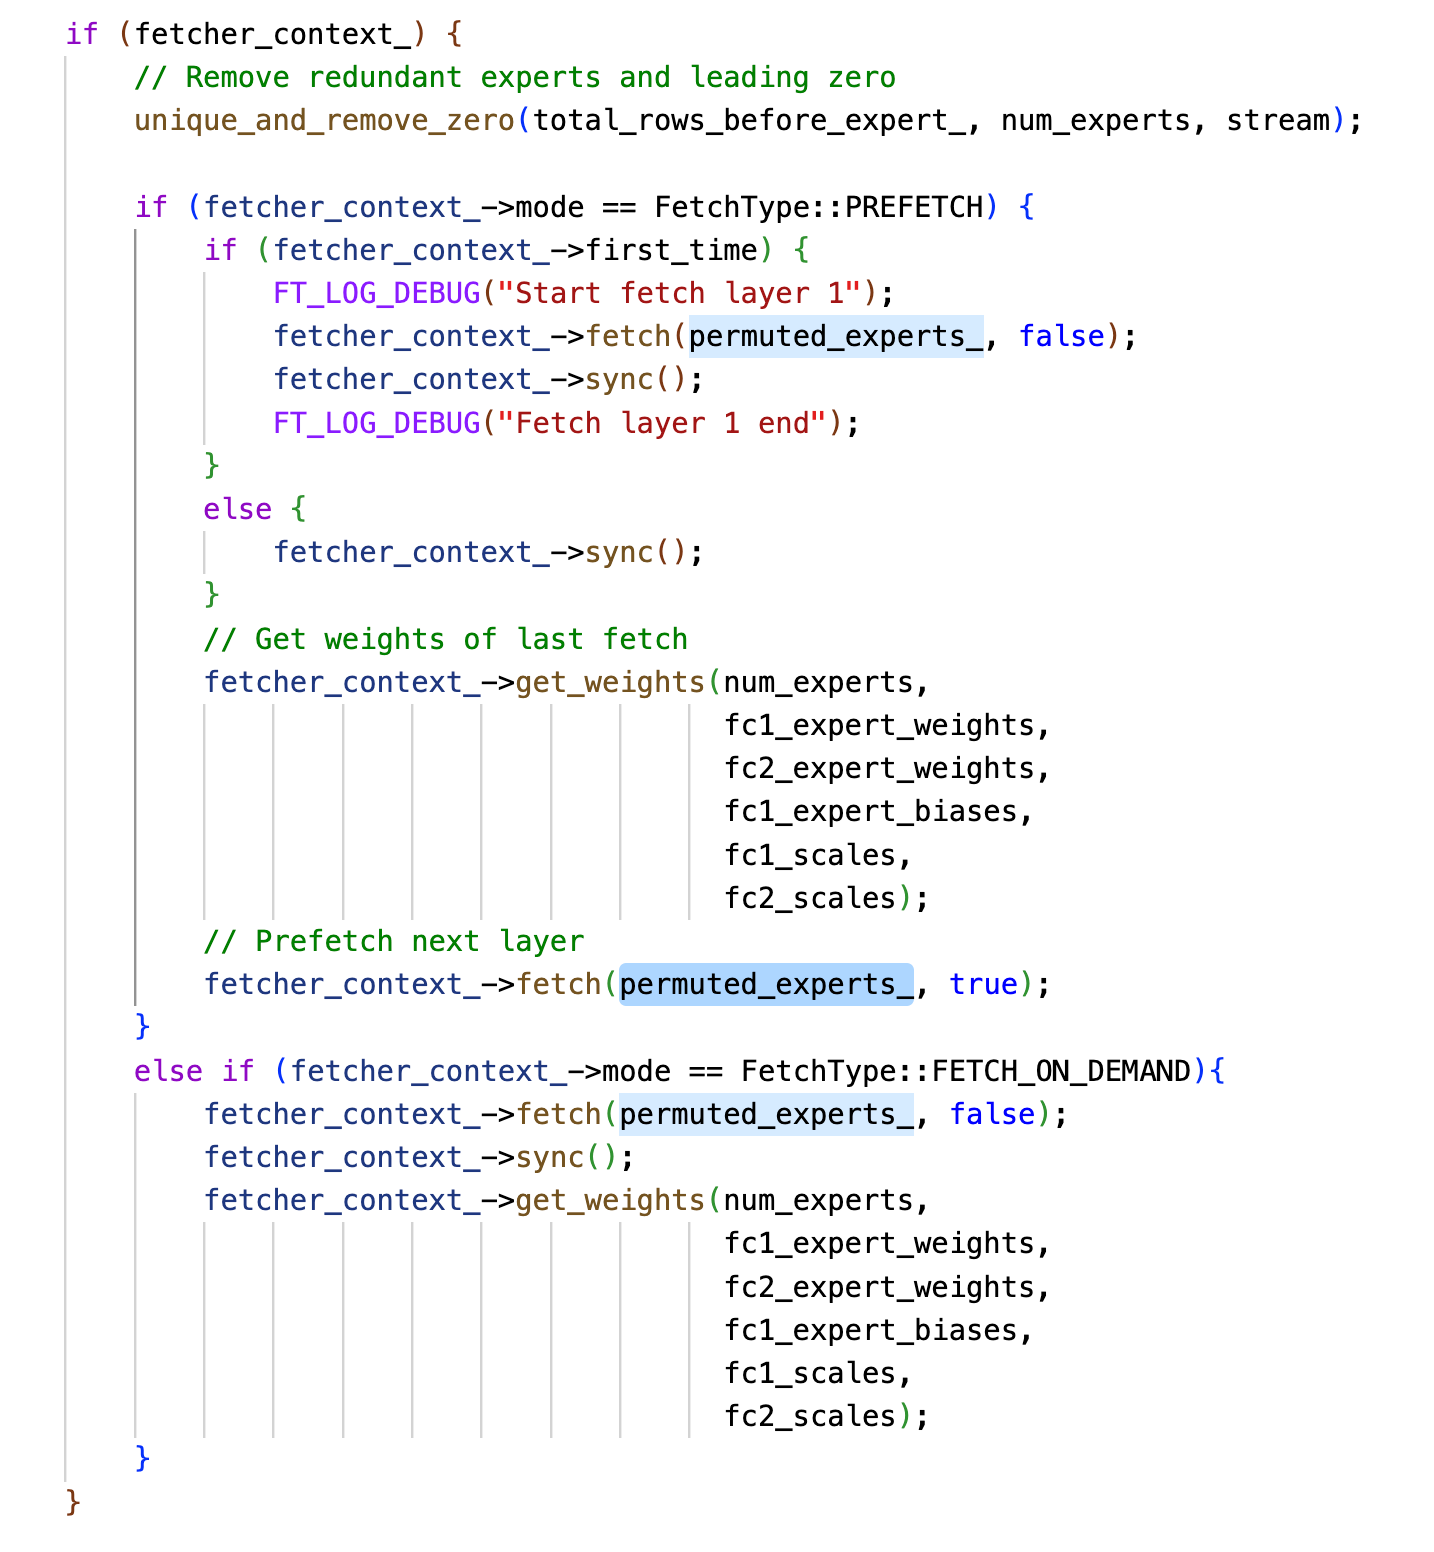 if (fetcher_context_) {
    // Remove redundant experts and leading zero
    unique_and_remove_zero(total_rows_before_expert_, num_experts, stream);

    if (fetcher_context_->mode == FetchType::PREFETCH) {
        if (fetcher_context_->first_time) {
            FT_LOG_DEBUG("Start fetch layer 1");
            fetcher_context_->fetch(permuted_experts_, false);
            fetcher_context_->sync();
            FT_LOG_DEBUG("Fetch layer 1 end");
        }
        else {
            fetcher_context_->sync();
        }
        // Get weights of last fetch
        fetcher_context_->get_weights(num_experts,
                                      fc1_expert_weights,
                                      fc2_expert_weights,
                                      fc1_expert_biases,
                                      fc1_scales,
                                      fc2_scales);
        // Prefetch next layer
        fetcher_context_->fetch(permuted_experts_, true);
    }
    else if (fetcher_context_->mode == FetchType::FETCH_ON_DEMAND){
        fetcher_context_->fetch(permuted_experts_, false);
        fetcher_context_->sync();
        fetcher_context_->get_weights(num_experts,
                                      fc1_expert_weights,
                                      fc2_expert_weights,
                                      fc1_expert_biases,
                                      fc1_scales,
                                      fc2_scales);
    }
}